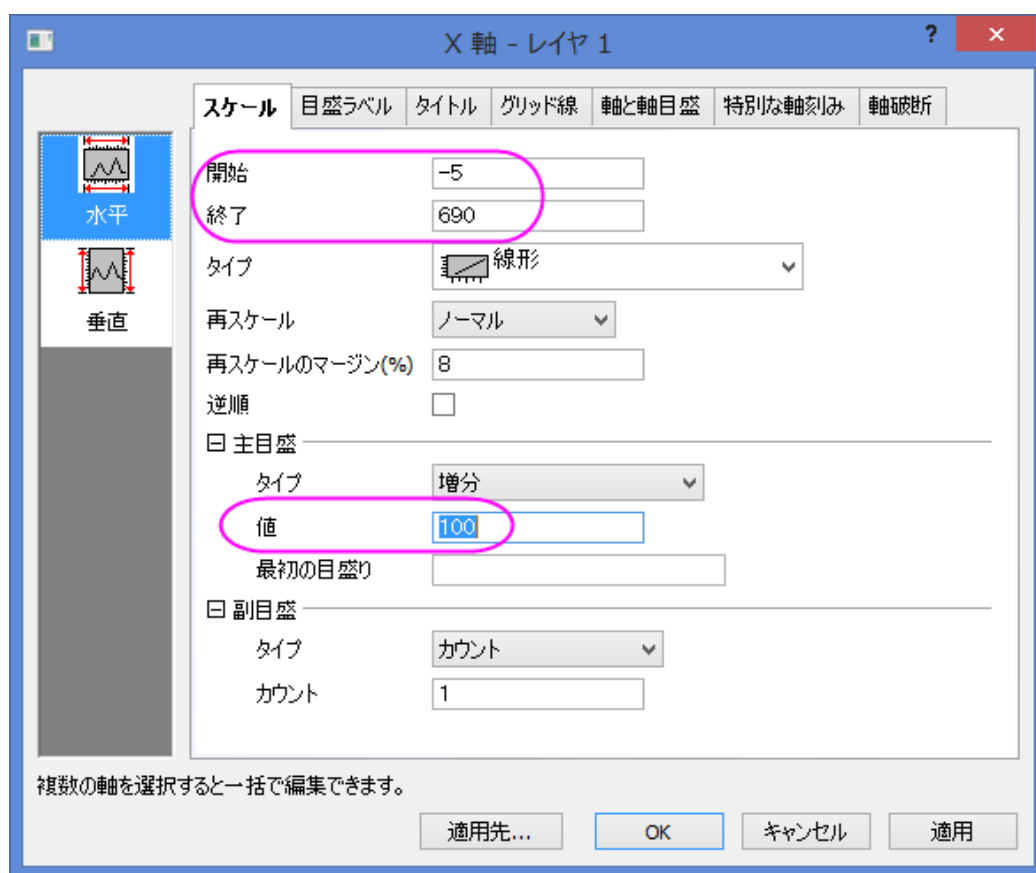 X 軸 - レイヤ 1
?
×
スケール 目盛ラベル タイトル グリッド線 軸と軸目盛 特別な軸刻み 軸破断
水平
垂直
開始 -5
終了 690
タイプ 線形
再スケール ノーマル
再スケールのマージン(%) 8
逆順
主目盛
タイプ 増分
値 100
最初の目盛り
副目盛
タイプ カウント
カウント 1
複数の軸を選択すると一括で編集できます。
適用先... OK キャンセル 適用